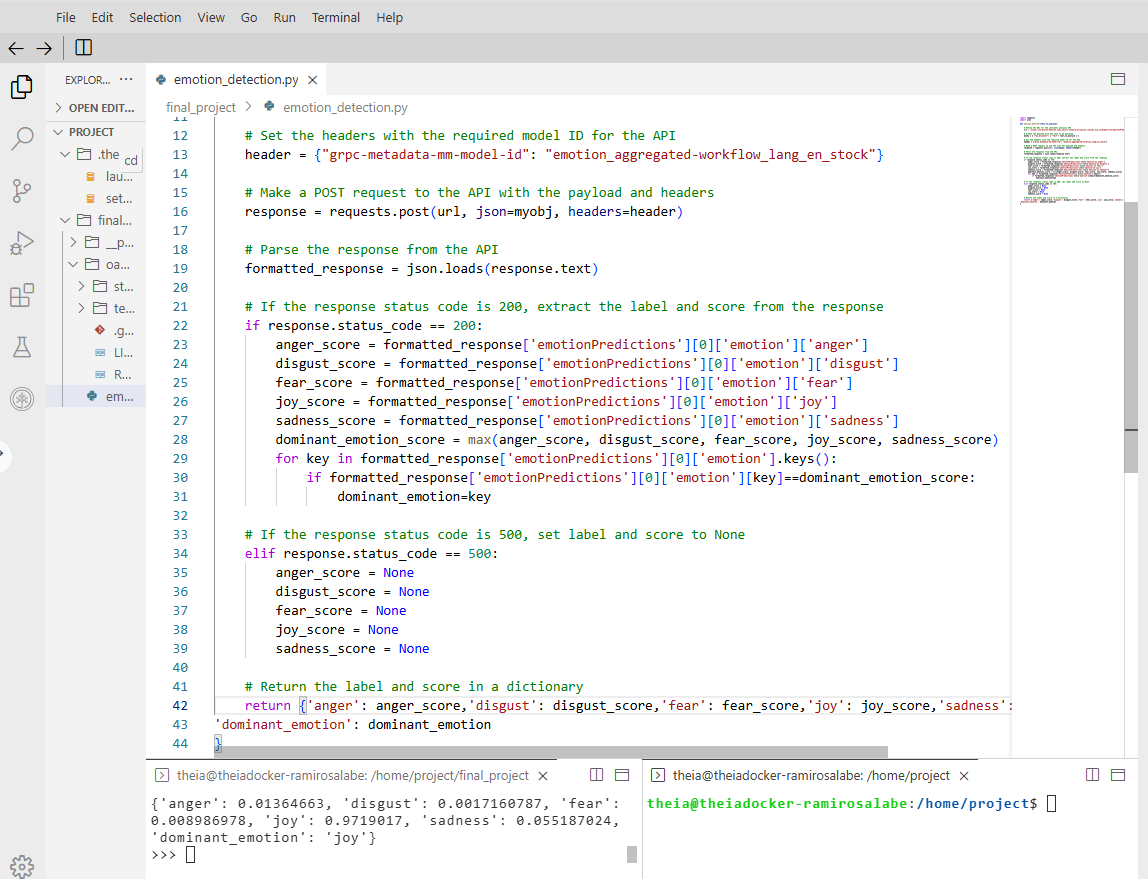 File Edit Selection View Go Run Terminal Help
EXPLOR... ···
emotion_detection.py
OPEN EDIT...
final_project > emotion_detection.py
PROJECT
.the
cd
lau...
set...
final...
__p...
oa...
st...
te...
.g...
LI...
R...
em...
11
12 # Set the headers with the required model ID for the API
13 header = {"grpc-metadata-mm-model-id": "emotion_aggregated-workflow_lang_en_stock"}
14
15 # Make a POST request to the API with the payload and headers
16 response = requests.post(url, json=myobj, headers=header)
17
18 # Parse the response from the API
19 formatted_response = json.loads(response.text)
20
21 # If the response status code is 200, extract the label and score from the response
22 if response.status_code == 200:
23 anger_score = formatted_response['emotionPredictions'][0]['emotion']['anger']
24 disgust_score = formatted_response['emotionPredictions'][0]['emotion']['disgust']
25 fear_score = formatted_response['emotionPredictions'][0]['emotion']['fear']
26 joy_score = formatted_response['emotionPredictions'][0]['emotion']['joy']
27 sadness_score = formatted_response['emotionPredictions'][0]['emotion']['sadness']
28 dominant_emotion_score = max(anger_score, disgust_score, fear_score, joy_score, sadness_score)
29 for key in formatted_response['emotionPredictions'][0]['emotion'].keys():
30 if formatted_response['emotionPredictions'][0]['emotion'][key]==dominant_emotion_score:
31 dominant_emotion=key
32
33 # If the response status code is 500, set label and score to None
34 elif response.status_code == 500:
35 anger_score = None
36 disgust_score = None
37 fear_score = None
38 joy_score = None
39 sadness_score = None
40
41 # Return the label and score in a dictionary
42 return {'anger': anger_score,'disgust': disgust_score,'fear': fear_score,'joy': joy_score,'sadness':
43 'dominant_emotion': dominant_emotion
44 }
theia@theiadocker-ramirosalabe: /home/project/final_project
{'anger': 0.01364663, 'disgust': 0.0017160787, 'fear':
0.008986978, 'joy': 0.9719017, 'sadness': 0.055187024,
'dominant_emotion': 'joy'}
>>>
theia@theiadocker-ramirosalabe: /home/project
theia@theiadocker-ramirosalabe:/home/project$